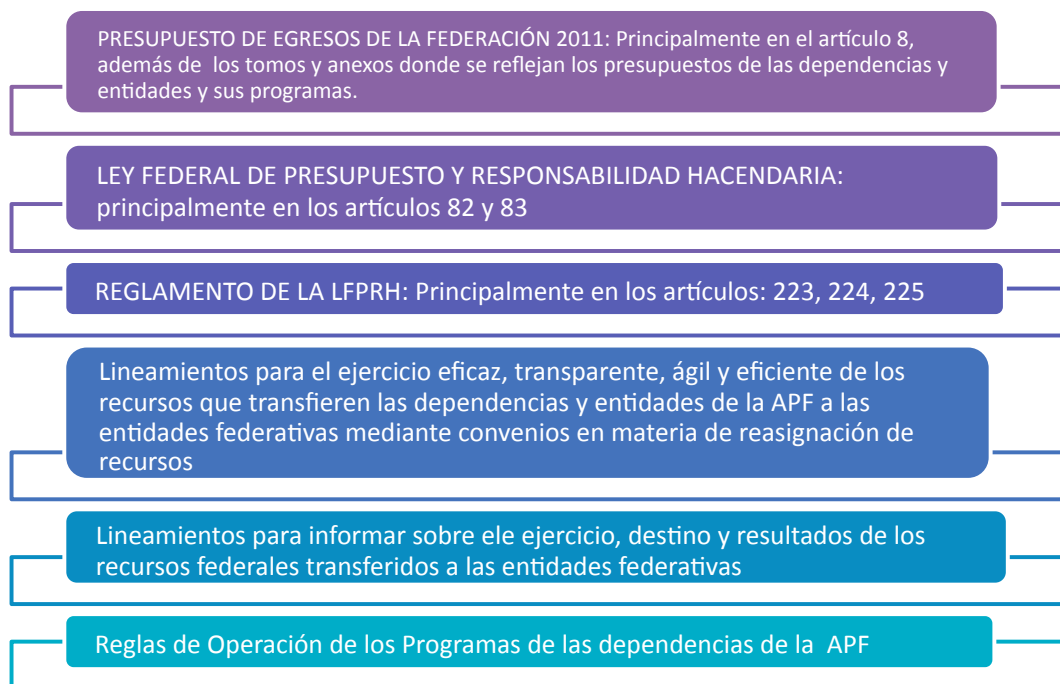 PRESUPUESTO DE EGRESOS DE LA FEDERACIÓN 2011: Principalmente en el artículo 8,
además de los tomos y anexos donde se reflejan los presupuestos de las dependencias y
entidades y sus programas.
LEY FEDERAL DE PRESUPUESTO Y RESPONSABILIDAD HACENDARIA:
principalmente en los artículos 82 y 83
REGLAMENTO DE LA LFPRH: Principalmente en los artículos: 223, 224, 225
Lineamientos para el ejercicio eficaz, transparente, ágil y eficiente de los
recursos que transfieren las dependencias y entidades de la APF a las
entidades federativas mediante convenios en materia de reasignación de
recursos
Lineamientos para informar sobre ele ejercicio, destino y resultados de los
recursos federales transferidos a las entidades federativas
Reglas de Operación de los Programas de las dependencias de la APF